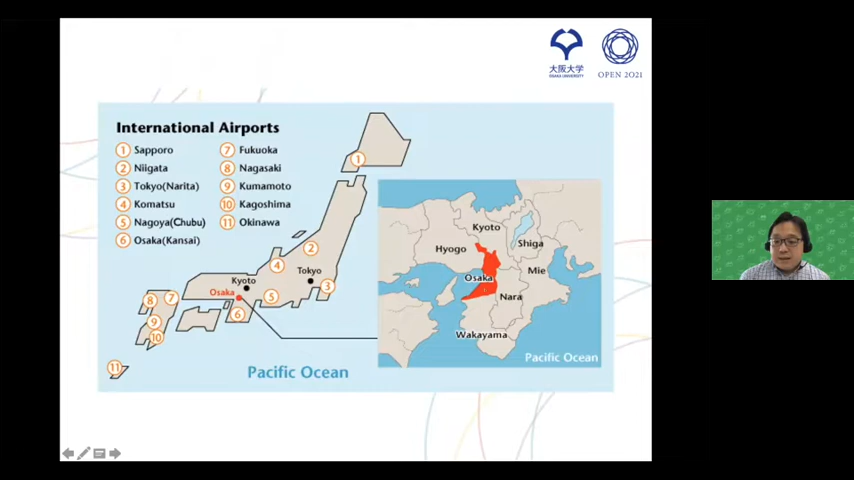 大阪大学
OSAKA UNIVERSITY
OPEN 2021
International Airports
1 Sapporo
2 Niigata
3 Tokyo(Narita)
4 Komatsu
5 Nagoya(Chubu)
6 Osaka(Kansai)
7 Fukuoka
8 Nagasaki
9 Kumamoto
10 Kagoshima
11 Okinawa
1
2
4
Tokyo
3
Kyoto
Osaka
5
6
8
7
9
10
11
Pacific Ocean
Kyoto
Shiga
Hyogo
Mie
Osaka
Nara
Wakayama
Pacific Ocean